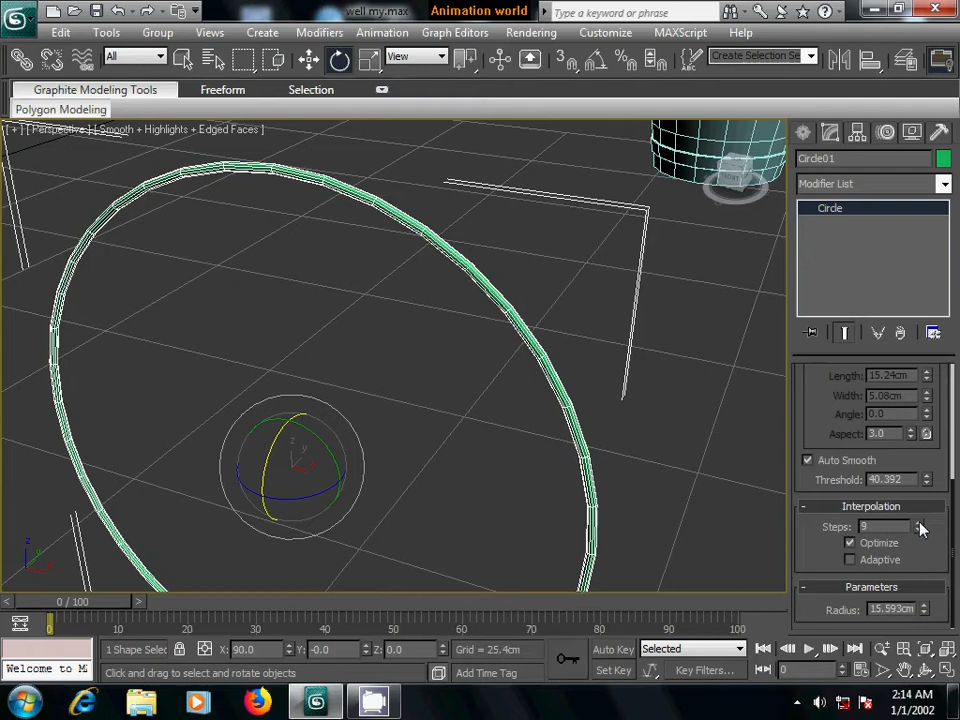 well my.max
Animation world
Type a keyword or phrase
Edit Tools Group Views Create Modifiers Animation Graph Editors Rendering Customize MAXScript Help
All
View
Create Selection Se
Graphite Modeling Tools Freeform Selection
Polygon Modeling
[ + ] [ Perspective ] [ Smooth + Highlights + Edged Faces ]
Circle01
Modifier List
Circle
Length: 15.24cm
Width: 5.08cm
Angle: 0.0
Aspect: 3.0
Auto Smooth
Threshold: 40.392
- Interpolation
Steps: 9
Optimize
Adaptive
- Parameters
Radius: 15.593cm
z
y
x
z
y
x
< 0 / 100 >
0 10 20 30 40 50 60 70 80 90 100
1 Shape Selec X: 90.0 Y: -0.0 Z: 0.0 Grid = 25.4cm Auto Key Selected
Welcome to M Click and drag to select and rotate objects Add Time Tag Set Key Key Filters... 0
2:14 AM
1/1/2002